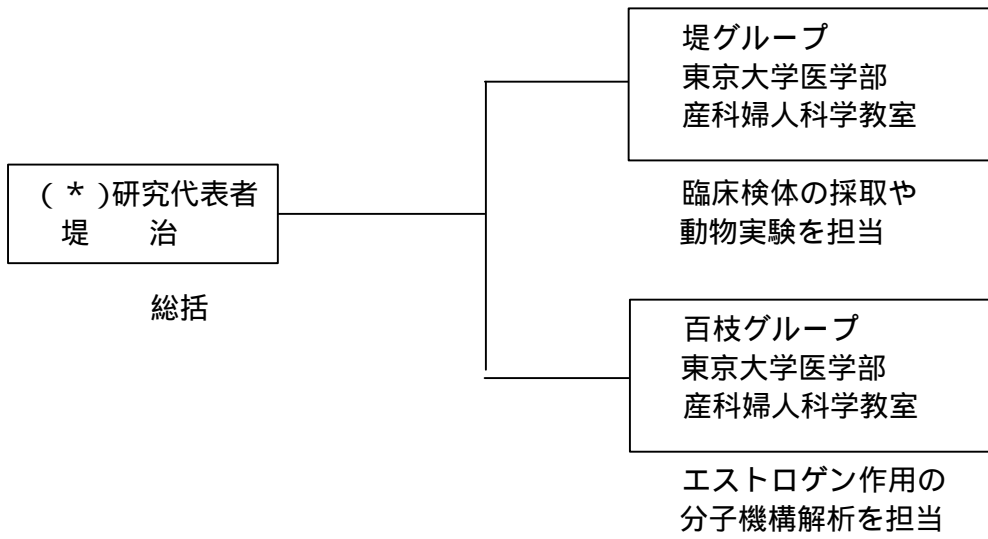 (*)研究代表者
堤　　治
総括
堤グループ
東京大学医学部
産科婦人科学教室
臨床検体の採取や
動物実験を担当
百枝グループ
東京大学医学部
産科婦人科学教室
エストロゲン作用の
分子機構解析を担当